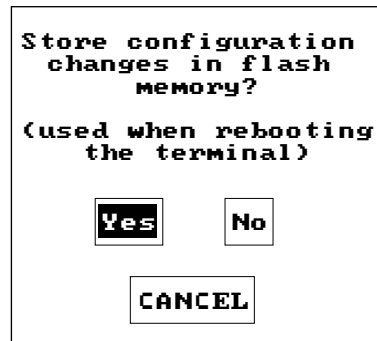 Store configuration
changes in flash
memory?
(used when rebooting
the terminal)
Yes No
CANCEL